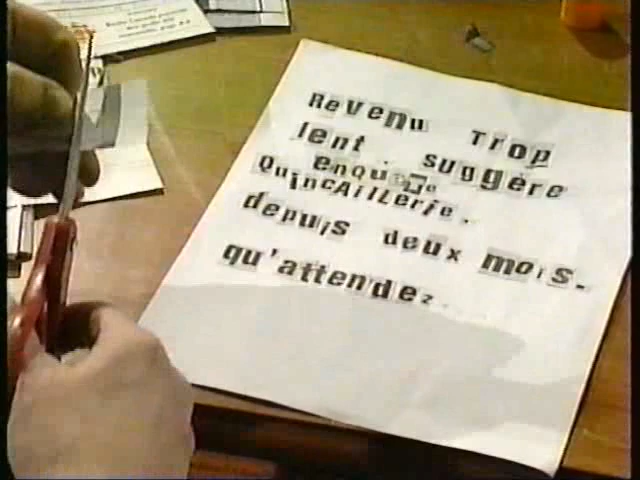 ReVenu Trop
lent suggère
enQuête
QuincAiLLerie.
depuis deux mois.
qu'attendez